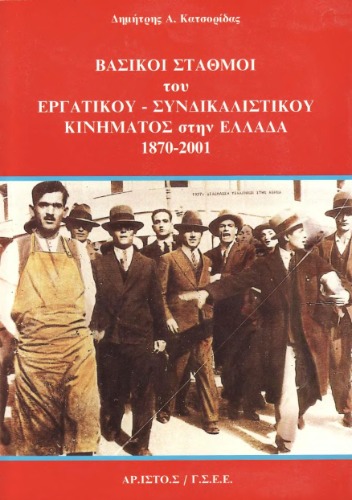 Δημήτρης Α. Κατσορίδας
ΒΑΣΙΚΟΙ ΣΤΑΘΜΟΙ
του
ΕΡΓΑΤΙΚΟΥ - ΣΥΝΔΙΚΑΛΙΣΤΙΚΟΥ
ΚΙΝΗΜΑΤΟΣ στην ΕΛΛΑΔΑ
1870-2001
ΑΡ.ΙΣΤΟ.Σ / Γ.Σ.Ε.Ε.